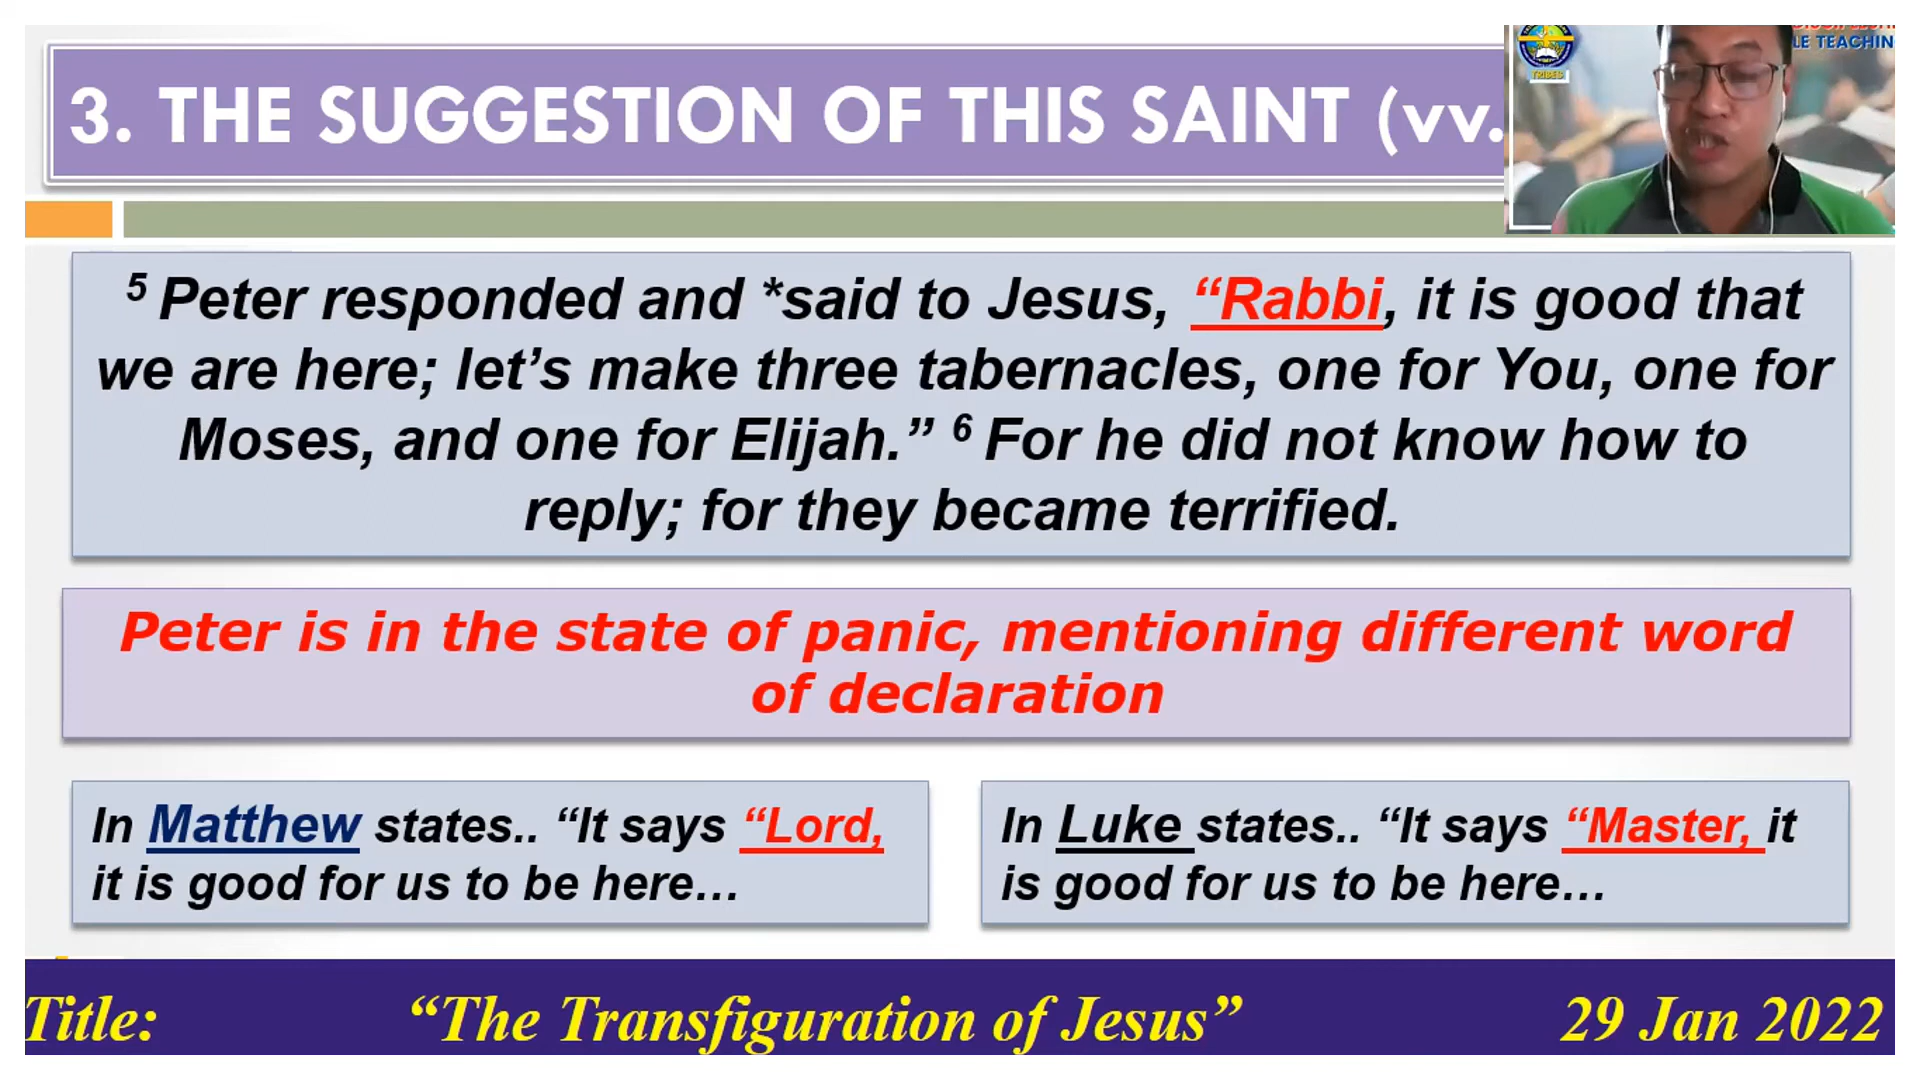 3. THE SUGGESTION OF THIS SAINT (vv.
LE TEACHIN
TRIBES
5 Peter responded and *said to Jesus, “Rabbi, it is good that
we are here; let’s make three tabernacles, one for You, one for
Moses, and one for Elijah.” 6 For he did not know how to
reply; for they became terrified.
Peter is in the state of panic, mentioning different word
of declaration
In Matthew states.. “It says “Lord,
it is good for us to be here…
In Luke states.. “It says “Master, it
is good for us to be here…
Title: “The Transfiguration of Jesus” 29 Jan 2022